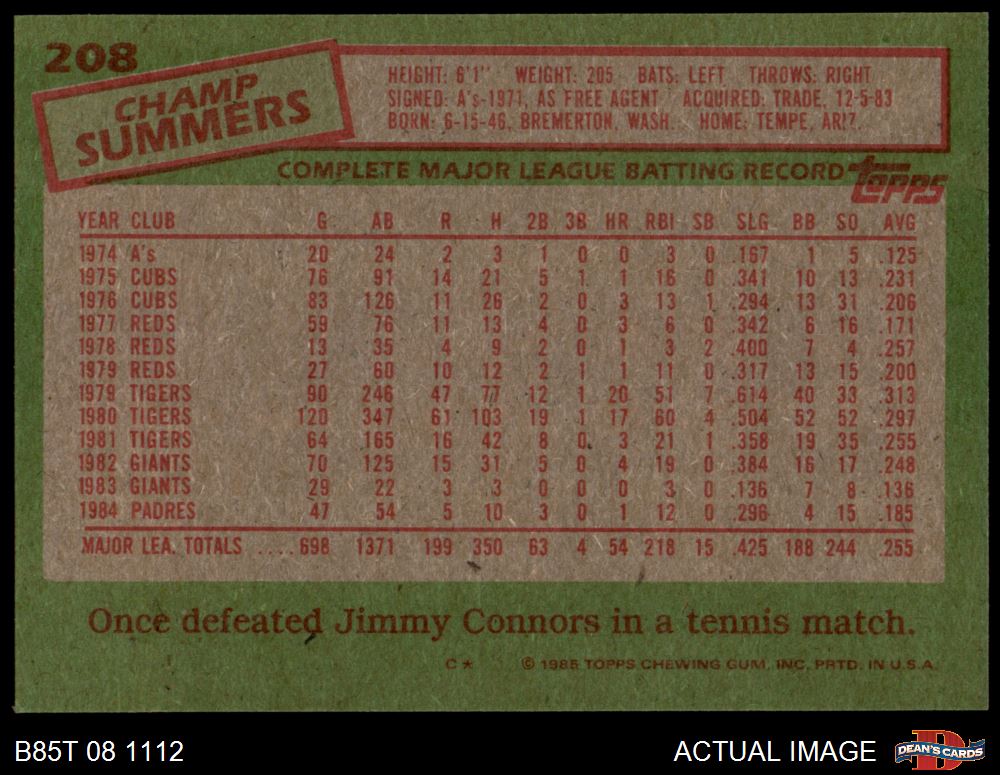 208
CHAMP
SUMMERS
HEIGHT: 6'1" WEIGHT: 205 BATS: LEFT THROWS: RIGHT
SIGNED: A's-1971, AS FREE AGENT ACQUIRED: TRADE, 12-5-83
BORN: 6-15-46, BREMERTON, WASH. HOME: TEMPE, ARIZ.
COMPLETE MAJOR LEAGUE BATTING RECORD
topps
YEAR CLUB G AB R H 2B 3B HR RBI SB SLG BB SO AVG
1974 A's 20 24 2 3 1 0 0 3 0 .167 1 5 .125
1975 CUBS 76 91 14 21 5 1 1 16 0 .341 10 13 .231
1976 CUBS 83 126 11 26 2 0 3 13 1 .294 13 31 .206
1977 REDS 59 76 11 13 4 0 3 6 0 .342 6 16 .171
1978 REDS 13 35 4 9 2 0 1 3 2 .400 7 4 .257
1979 REDS 27 60 10 12 2 1 1 11 0 .317 13 15 .200
1979 TIGERS 90 246 47 77 12 1 20 51 7 .614 40 33 .313
1980 TIGERS 120 347 61 103 19 1 17 60 4 .504 52 52 .297
1981 TIGERS 64 165 16 42 8 0 3 21 1 .358 19 35 .255
1982 GIANTS 70 125 15 31 5 0 4 19 0 .384 16 17 .248
1983 GIANTS 29 22 3 3 0 0 0 3 0 .136 7 8 .136
1984 PADRES 47 54 5 10 3 0 1 12 0 .296 4 15 .185
MAJOR LEA. TOTALS ....698 1371 199 350 63 4 54 218 15 .425 188 244 .255
Once defeated Jimmy Connors in a tennis match.
C* © 1985 TOPPS CHEWING GUM, INC. PRTD. IN U.S.A.
B85T 08 1112
ACTUAL IMAGE
D
DEAN'S CARDS